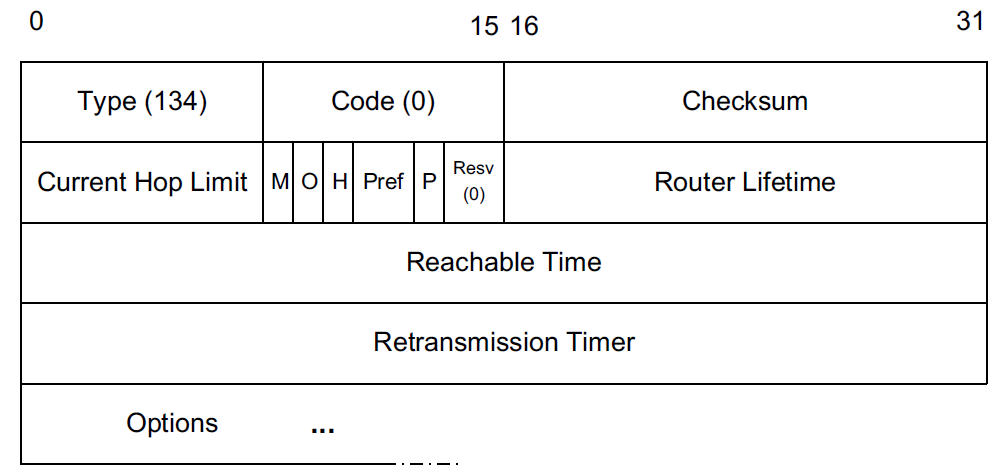 0 15 16 31
Type (134) Code (0) Checksum
Current Hop Limit M O H Pref P Resv (0) Router Lifetime
Reachable Time
Retransmission Timer
Options ...